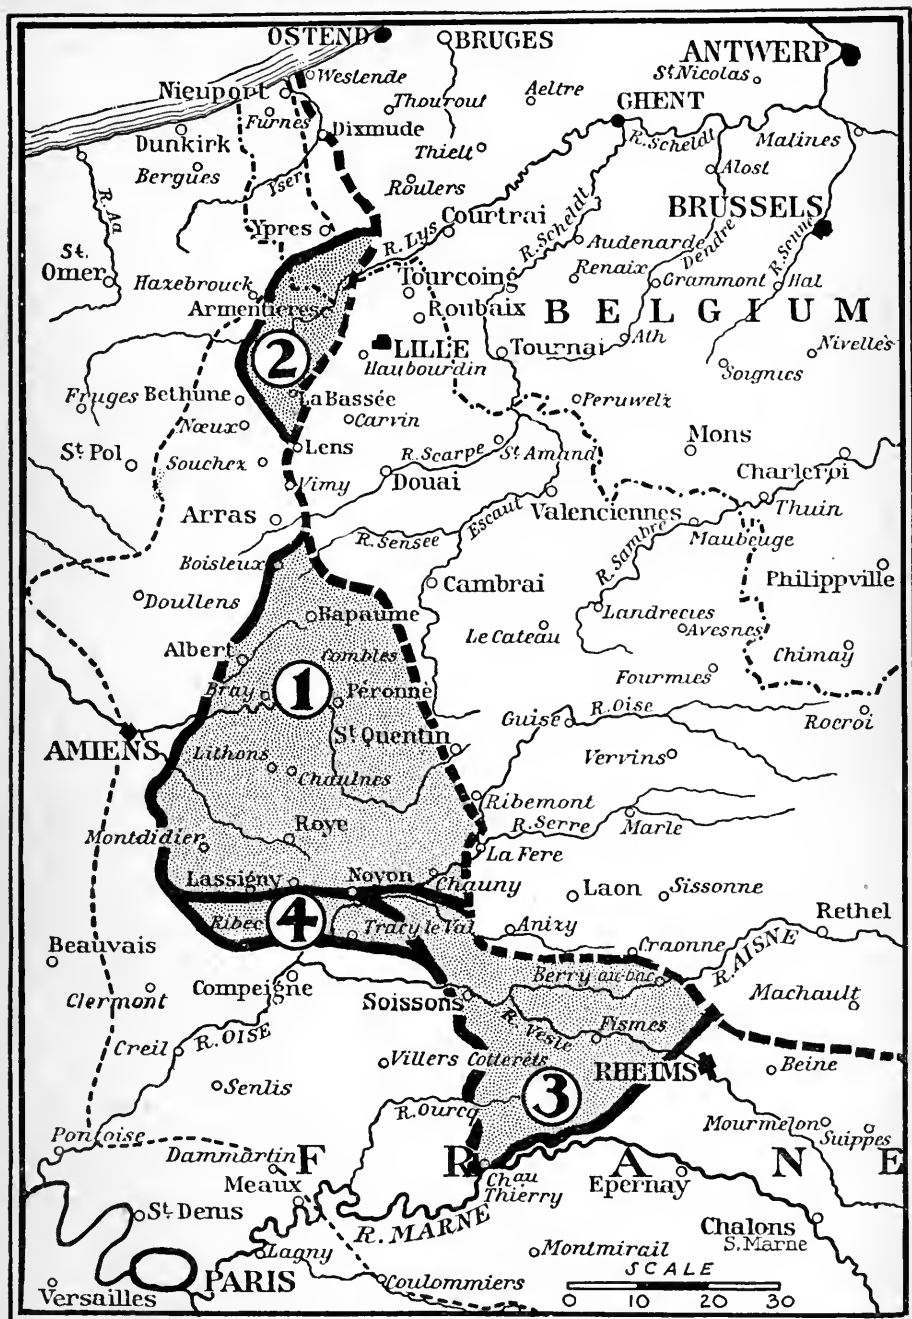 OSTEND
BRUGES
ANTWERP
Westende
St Nicolas
Nieuport
Thourout
Aeltre
GHENT
Furnes
Dixmude
R. Scheldt
Malines
Dunkirk
Thielt
Bergues
Yser
Alost
Roulers
R. Aa
Ypres
R. Lys
Courtrai
R. Scheldt
BRUSSELS
Audenarde
Dendre
St. Omer
Renaix
Hazebrouck
Tourcoing
Grammont
Hal
Armentières
Roubaix
BELGIUM
2
LILLE
Tournai
Ath
Nivelles
Haubourdin
Soignies
Fruges
Bethune
La Bassée
Peruwelz
Nœux
Carvin
Lens
Mons
St Pol
Souchez
R. Scarpe
St Amand
Charleroi
Vimy
Douai
Escaut
Valenciennes
Thuin
Arras
R. Sensee
Maubeuge
R. Sambre
Boisleux
Cambrai
Philippville
Doullens
Bapaume
Landrecies
Le Cateau
Avesnes
Albert
Combles
Chimay
Bray
1
Péronne
Fourmies
Guise
R. Oise
Rocroi
AMIENS
St Quentin
Lithons
Vervins
Chaulnes
Ribemont
R. Serre
Marle
Montdidier
Roye
La Fere
Lassigny
Noyon
Chauny
Laon
Sissonne
Ribec
4
Tracy le Val
Anizy
Rethel
Beauvais
Craonne
R. AISNE
Berry au bac
Clermont
Compeigne
Soissons
Machault
R. Vesle
Fismes
Creil
R. OISE
Villers Cotterets
RHEIMS
Beine
Senlis
3
R. Ourcq
Mourmelon
Suippes
Pontoise
Dammartin
FRANE
Meaux
Chau Thierry
Epernay
St Denis
R. MARNE
Chalons
S. Marne
Lagny
Montmirail
PARIS
Coulommiers
Versailles
SCALE
0 10 20 30